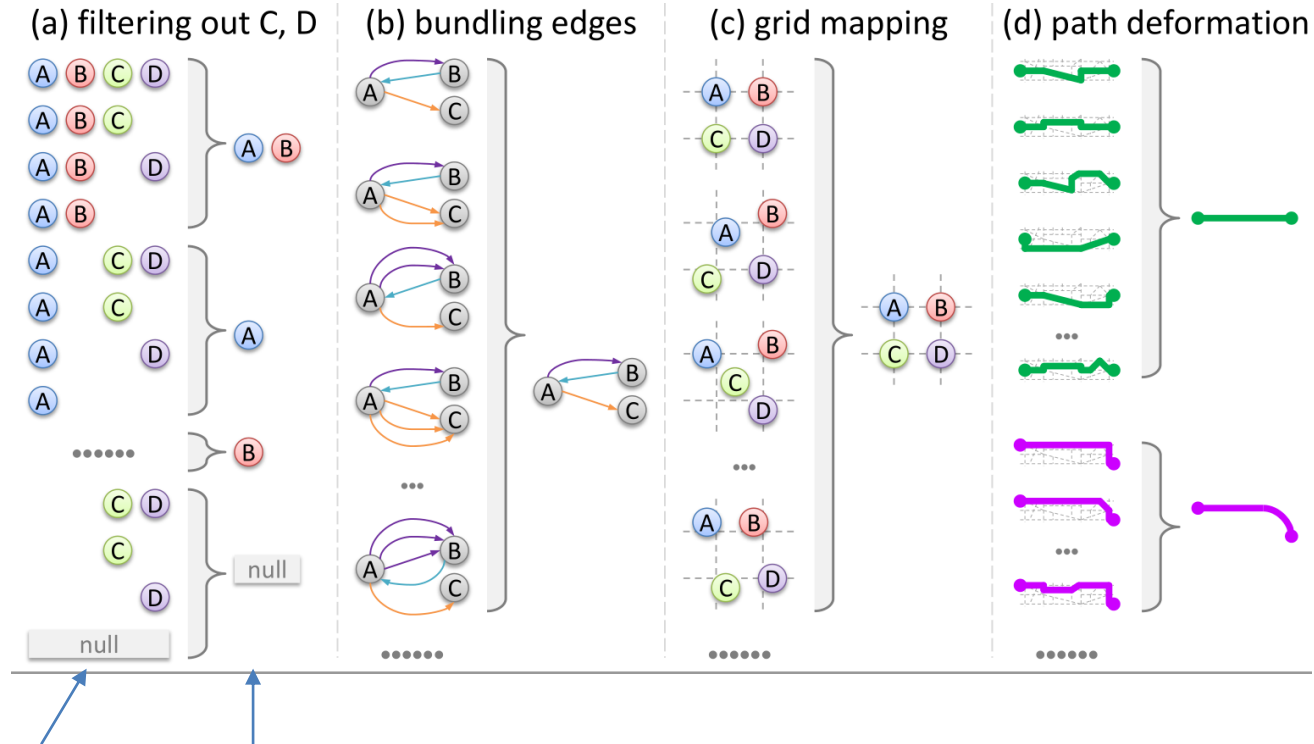 (a) filtering out C, D
A B C D
A B C
A B D
A B
A B
A C D
A C
A D
A
A
......
B
C D
C
D
null
null
(b) bundling edges
A B C
A B C
A B C
A B C
...
A B C
......
A B C
(c) grid mapping
A B
C D
B
A
D
C
B
A
C
D
...
A B
D
C
......
A B
C D
(d) path deformation
...
...
......